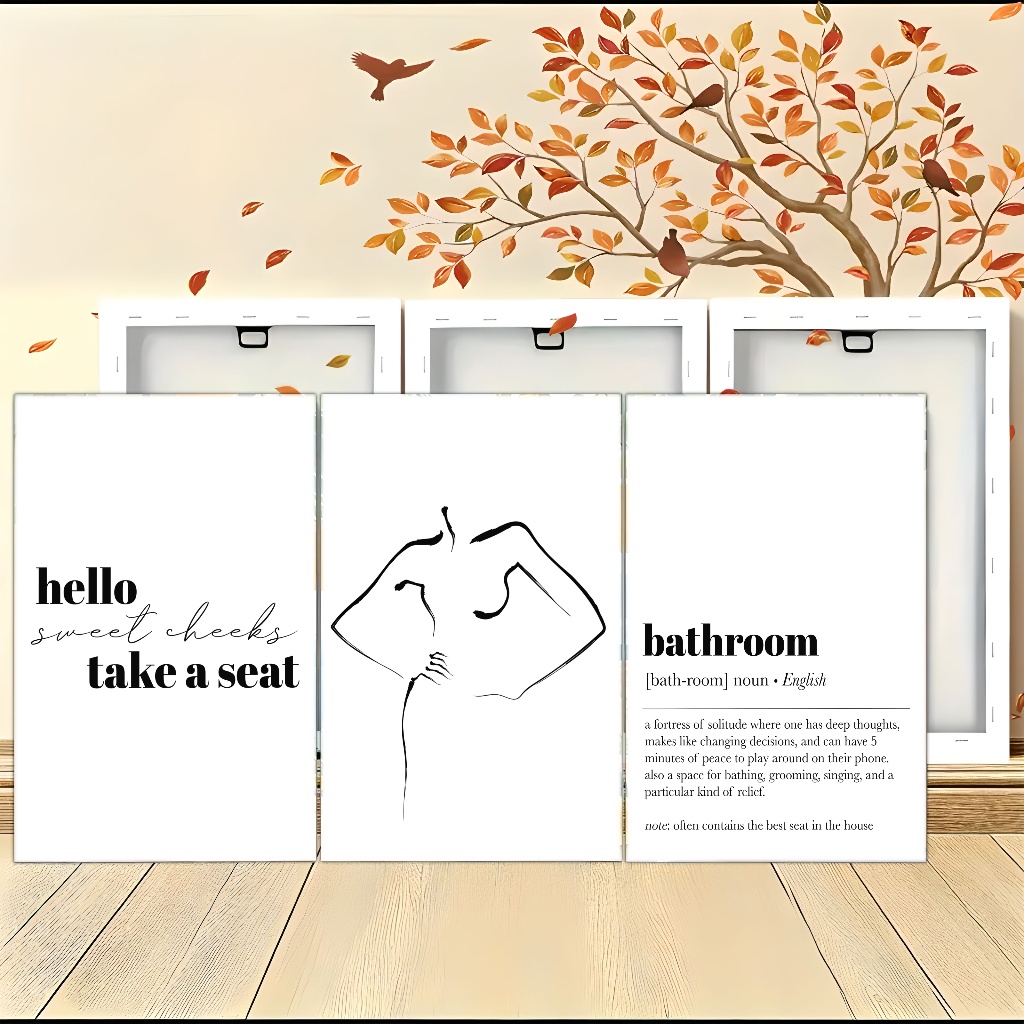 hello
sweet cheeks
take a seat
bathroom
[bath-room] noun • English
a fortress of solitude where one has deep thoughts,
makes like changing decisions, and can have 5
minutes of peace to play around on their phone.
also a space for bathing, grooming, singing, and a
particular kind of relief.
note: often contains the best seat in the house